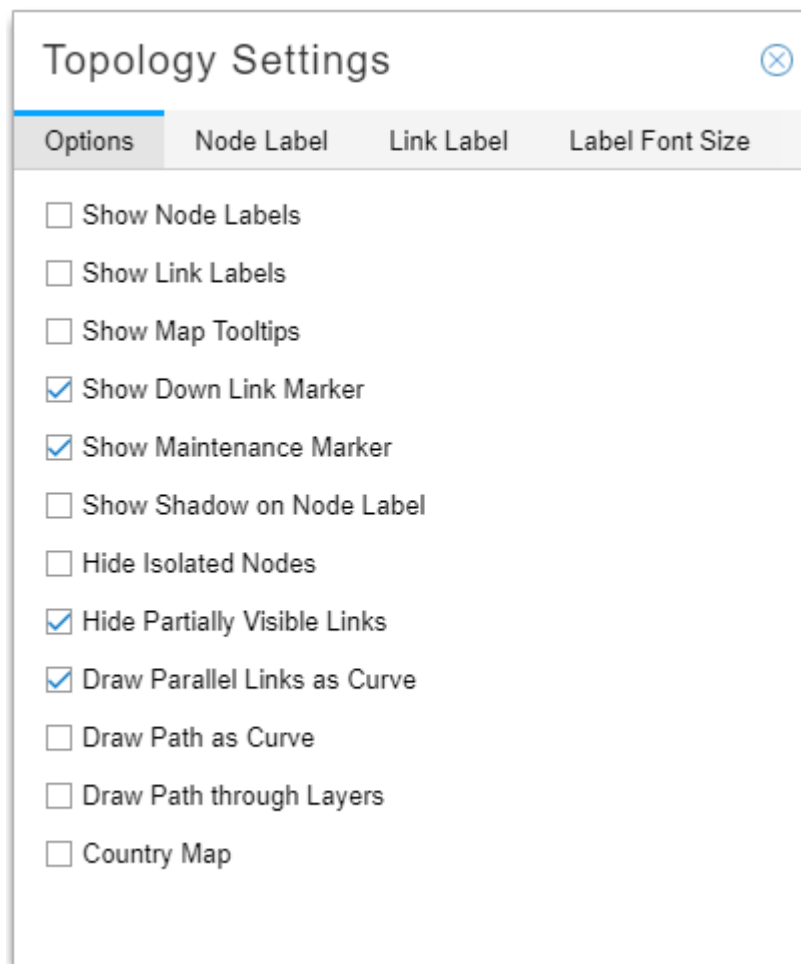 Topology Settings
Options Node Label Link Label Label Font Size
Show Node Labels
Show Link Labels
Show Map Tooltips
Show Down Link Marker
Show Maintenance Marker
Show Shadow on Node Label
Hide Isolated Nodes
Hide Partially Visible Links
Draw Parallel Links as Curve
Draw Path as Curve
Draw Path through Layers
Country Map